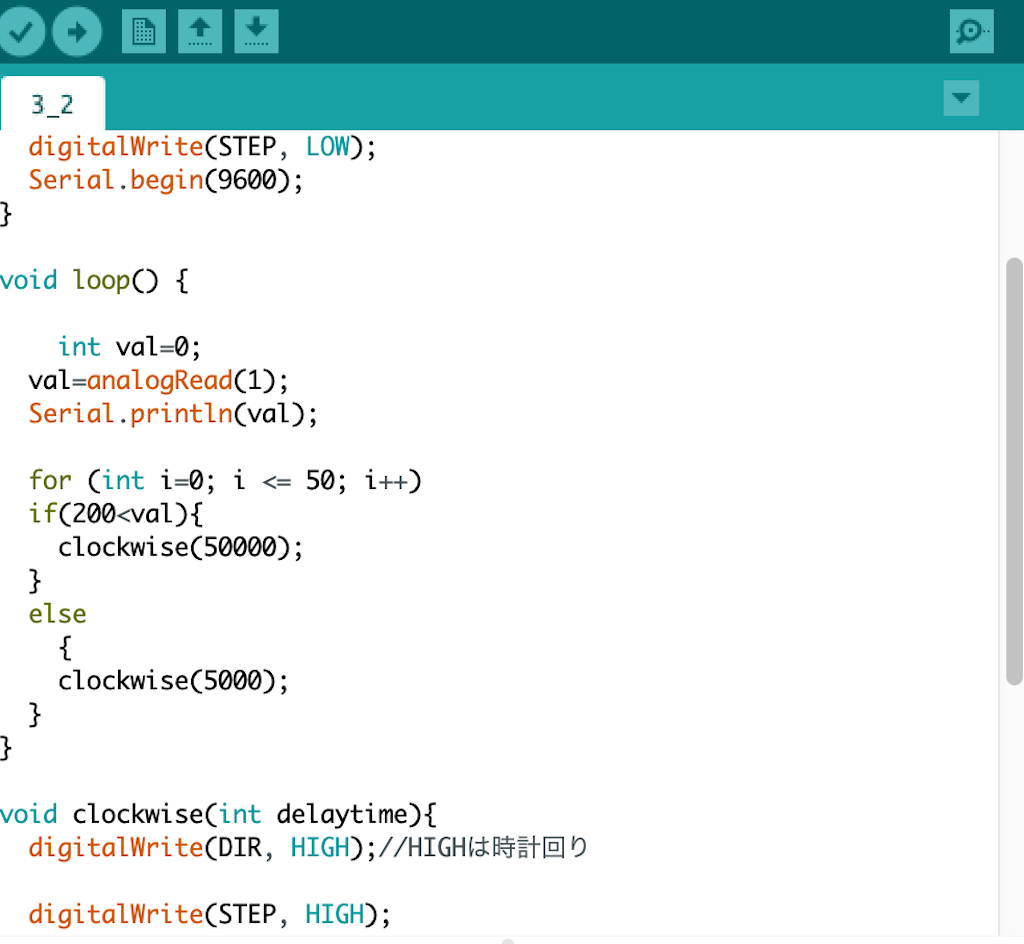 3_2
digitalWrite(STEP, LOW);
Serial.begin(9600);
}
void loop() {
int val=0;
val=analogRead(1);
Serial.println(val);
for (int i=0; i <= 50; i++)
if(200<val){
clockwise(50000);
}
else
{
clockwise(5000);
}
}
void clockwise(int delaytime){
digitalWrite(DIR, HIGH);//HIGHは時計回り
digitalWrite(STEP, HIGH);